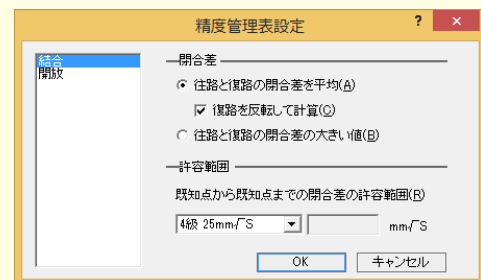 精度管理表設定
? ×
結合
開放
閉合差
往路と復路の閉合差を平均(A)
復路を反転して計算(C)
往路と復路の閉合差の大きい値(B)
許容範囲
既知点から既知点までの閉合差の許容範囲(R)
4級 25mm√S
mm√S
OK
キャンセル